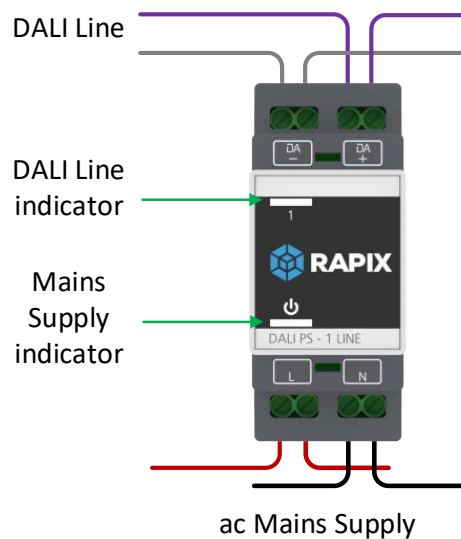 DALI Line
DA
−
DA
+
DALI Line
indicator
1
RAPIX
Mains
Supply
indicator
DALI PS - 1 LINE
L
N
ac Mains Supply